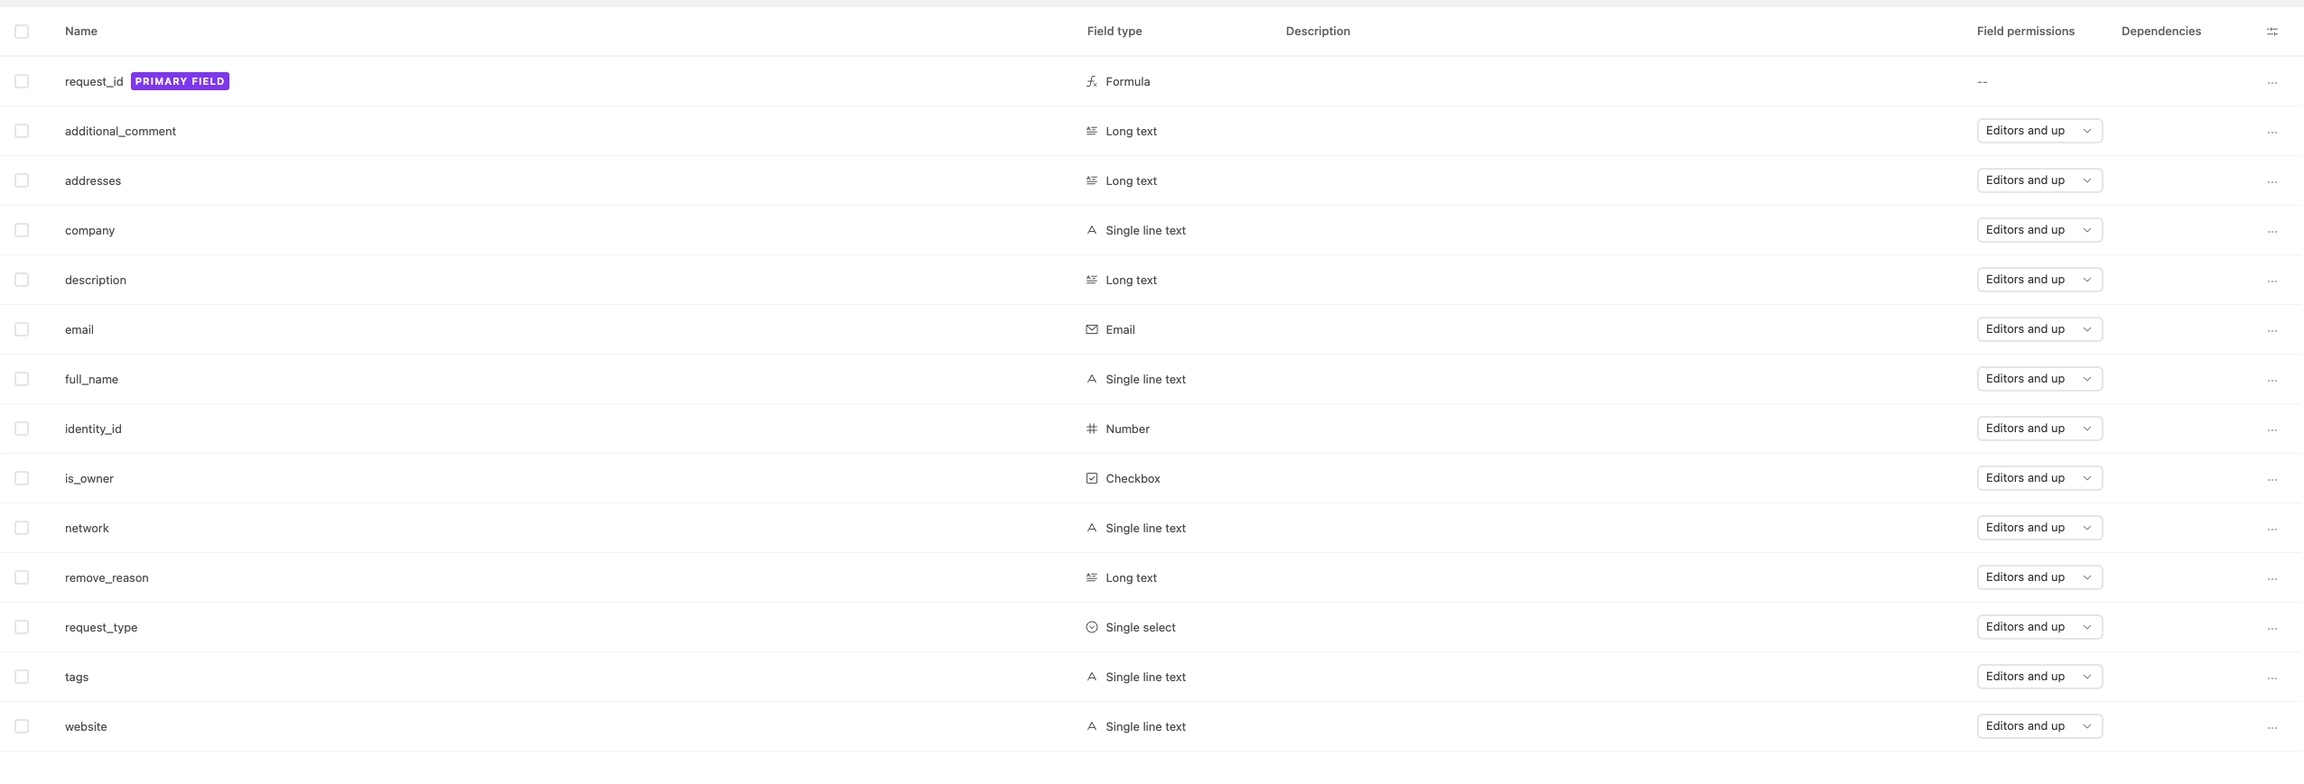 Name Field type Description Field permissions Dependencies
request_id PRIMARY FIELD Formula --
additional_comment Long text Editors and up
addresses Long text Editors and up
company Single line text Editors and up
description Long text Editors and up
email Email Editors and up
full_name Single line text Editors and up
identity_id Number Editors and up
is_owner Checkbox Editors and up
network Single line text Editors and up
remove_reason Long text Editors and up
request_type Single select Editors and up
tags Single line text Editors and up
website Single line text Editors and up